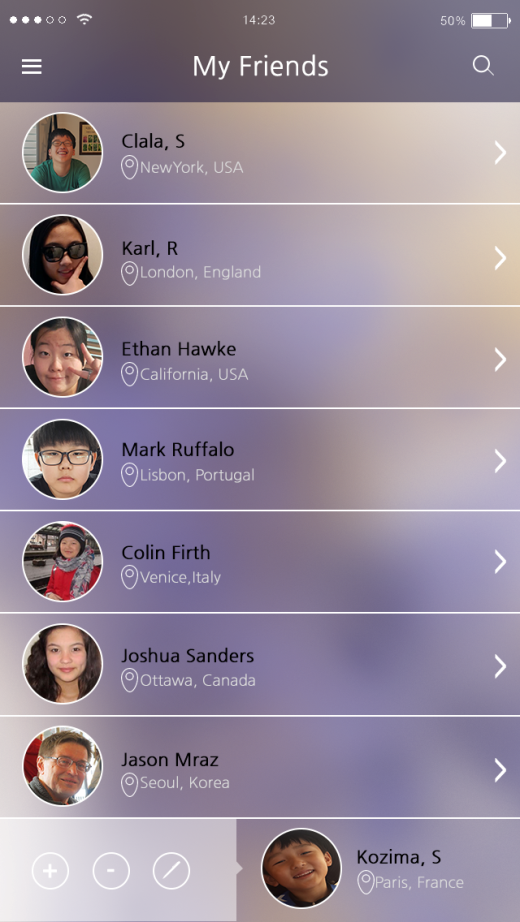 14:23
50%
My Friends
Clala, S
NewYork, USA
Karl, R
London, England
Ethan Hawke
California, USA
Mark Ruffalo
Lisbon, Portugal
Colin Firth
Venice,Italy
Joshua Sanders
Ottawa, Canada
Jason Mraz
Seoul, Korea
Kozima, S
Paris, France